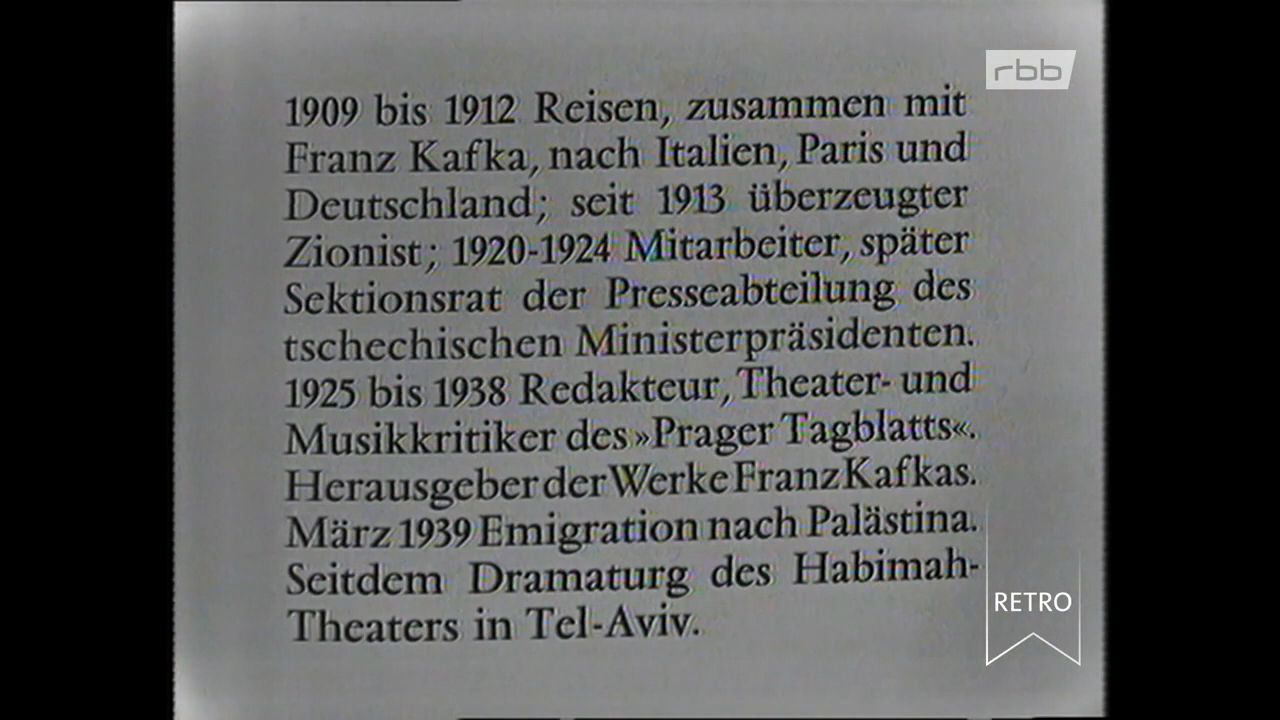 rbb
1909 bis 1912 Reisen, zusammen mit
Franz Kafka, nach Italien, Paris und
Deutschland; seit 1913 überzeugter
Zionist; 1920-1924 Mitarbeiter, später
Sektionsrat der Presseabteilung des
tschechischen Ministerpräsidenten.
1925 bis 1938 Redakteur, Theater- und
Musikkritiker des »Prager Tagblatts«.
Herausgeber der Werke Franz Kafkas.
März 1939 Emigration nach Palästina.
Seitdem Dramaturg des Habimah-
Theaters in Tel-Aviv.
RETRO